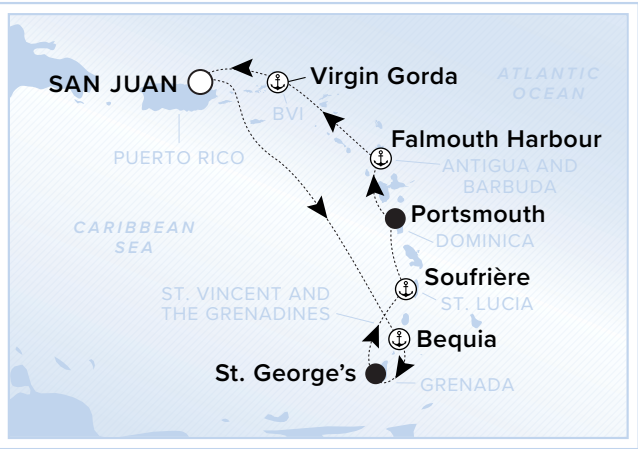 SAN JUAN
Virgin Gorda
ATLANTIC
OCEAN
BVI
Falmouth Harbour
PUERTO RICO
ANTIGUA AND
BARBUDA
Portsmouth
CARIBBEAN
SEA
DOMINICA
Soufrière
ST. VINCENT AND
THE GRENADINES
ST. LUCIA
Bequia
St. George's
GRENADA